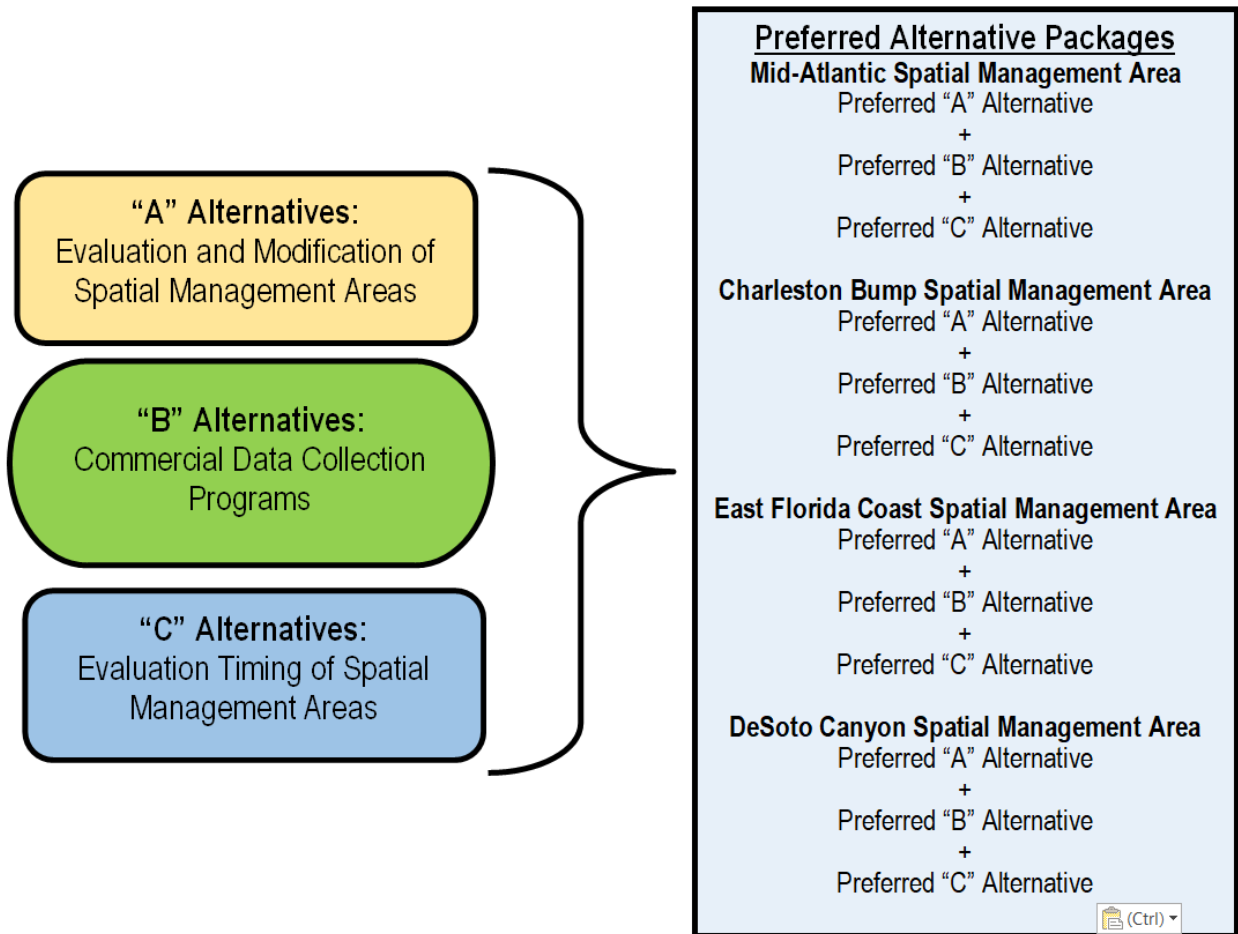 “A” Alternatives:
Evaluation and Modification of
Spatial Management Areas
“B” Alternatives:
Commercial Data Collection
Programs
“C” Alternatives:
Evaluation Timing of Spatial
Management Areas
Preferred Alternative Packages
Mid-Atlantic Spatial Management Area
Preferred “A” Alternative
+
Preferred “B” Alternative
+
Preferred “C” Alternative
Charleston Bump Spatial Management Area
Preferred “A” Alternative
+
Preferred “B” Alternative
+
Preferred “C” Alternative
East Florida Coast Spatial Management Area
Preferred “A” Alternative
+
Preferred “B” Alternative
+
Preferred “C” Alternative
DeSoto Canyon Spatial Management Area
Preferred “A” Alternative
+
Preferred “B” Alternative
+
Preferred “C” Alternative
(Ctrl)